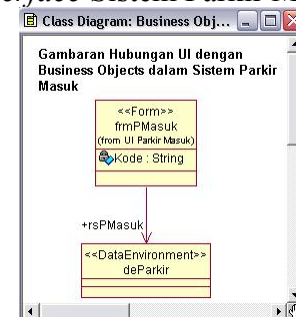 Class Diagram: Business Obj...
Gambaran Hubungan UI dengan
Business Objects dalam Sistem Parkir
Masuk
<<Form>>
frmPMasuk
(from UI Parkir Masuk)
Kode : String
+rsPMasuk
<<DataEnvironment>>
deParkir